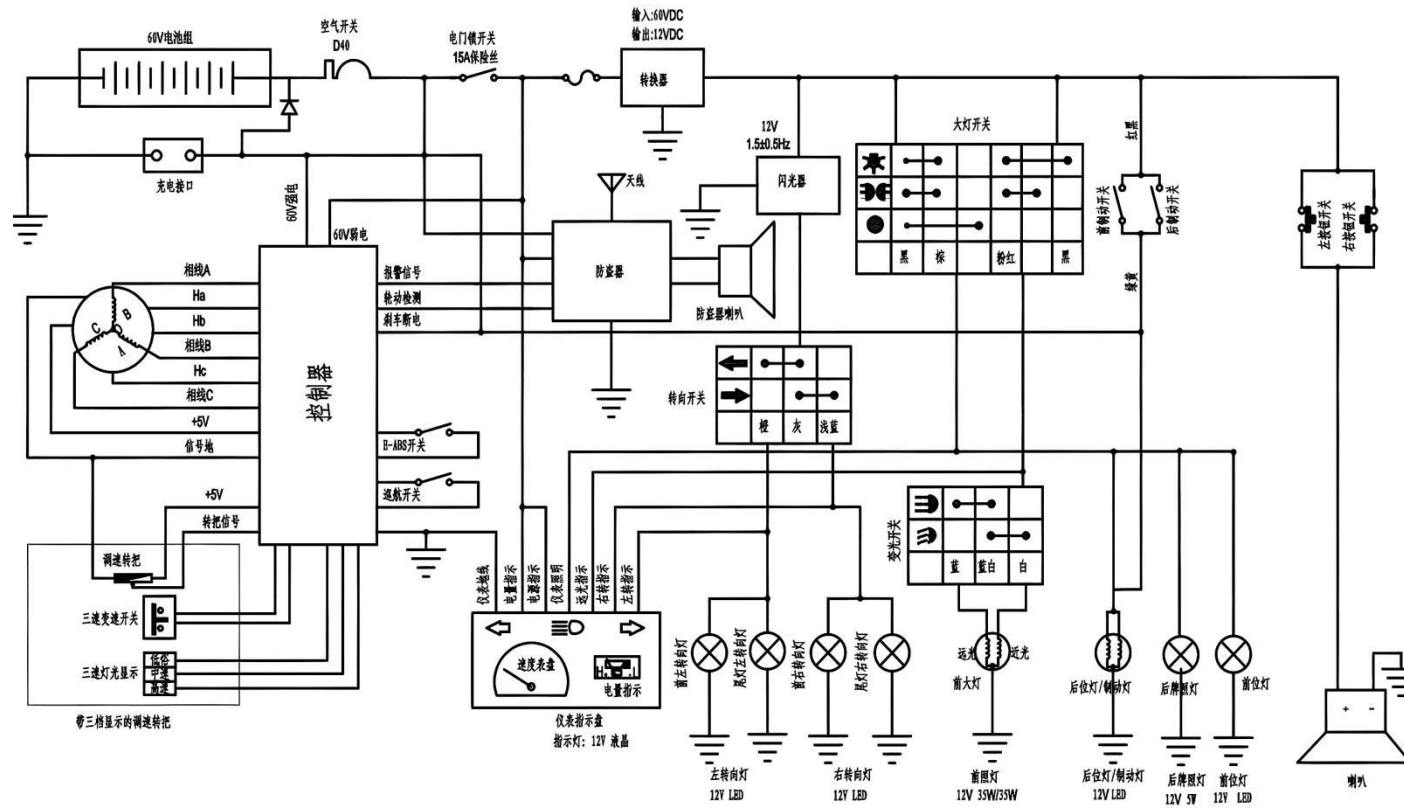 60V电池组
空气开关
D40
电门锁开关
15A保险丝
输入:60VDC
输出:12VDC
转换器
充电接口
60V强电
60V弱电
天线
12V
1.5±0.5Hz
闪光器
大灯开关
黑
棕
粉红
黑
红黑
前制动开关
后制动开关
绿黄
左按钮开关
右按钮开关
相线A
Ha
Hb
相线B
Hc
相线C
+5V
信号地
+5V
转把信号
A
B
C
控制器
报警信号
轮动检测
刹车断电
防盗器
防盗器喇叭
E-ABS开关
巡航开关
转向开关
橙
灰
浅蓝
变光开关
蓝
蓝白
白
调速转把
三速变速开关
三速灯光显示
低俗
中速
高速
带三档显示的调速转把
仪表地线
电量指示
电源指示
仪表照明
远光指示
右转指示
左转指示
速度表盘
H
电量指示
仪表指示盘
指示灯: 12V 液晶
前左转向灯
尾灯左转向灯
前右转向灯
尾灯右转向灯
远光
近光
前大灯
后位灯/制动灯
后牌照灯
前位灯
左转向灯
12V LED
右转向灯
12V LED
前照灯
12V 35W/35W
后位灯/制动灯
12V LED
后牌照灯
12V 5W
前位灯
12V LED
+ -
喇叭